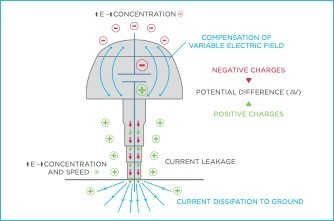 ⬆E⬆CONCENTRATION ⊖
COMPENSATION OF
VARIABLE ELECTRIC FIELD
NEGATIVE CHARGES
POTENTIAL DIFFERENCE (ΔV)
POSITIVE CHARGES
⬆E⬆CONCENTRATION
AND SPEED ⊕
CURRENT LEAKAGE
CURRENT DISSIPATION TO GROUND